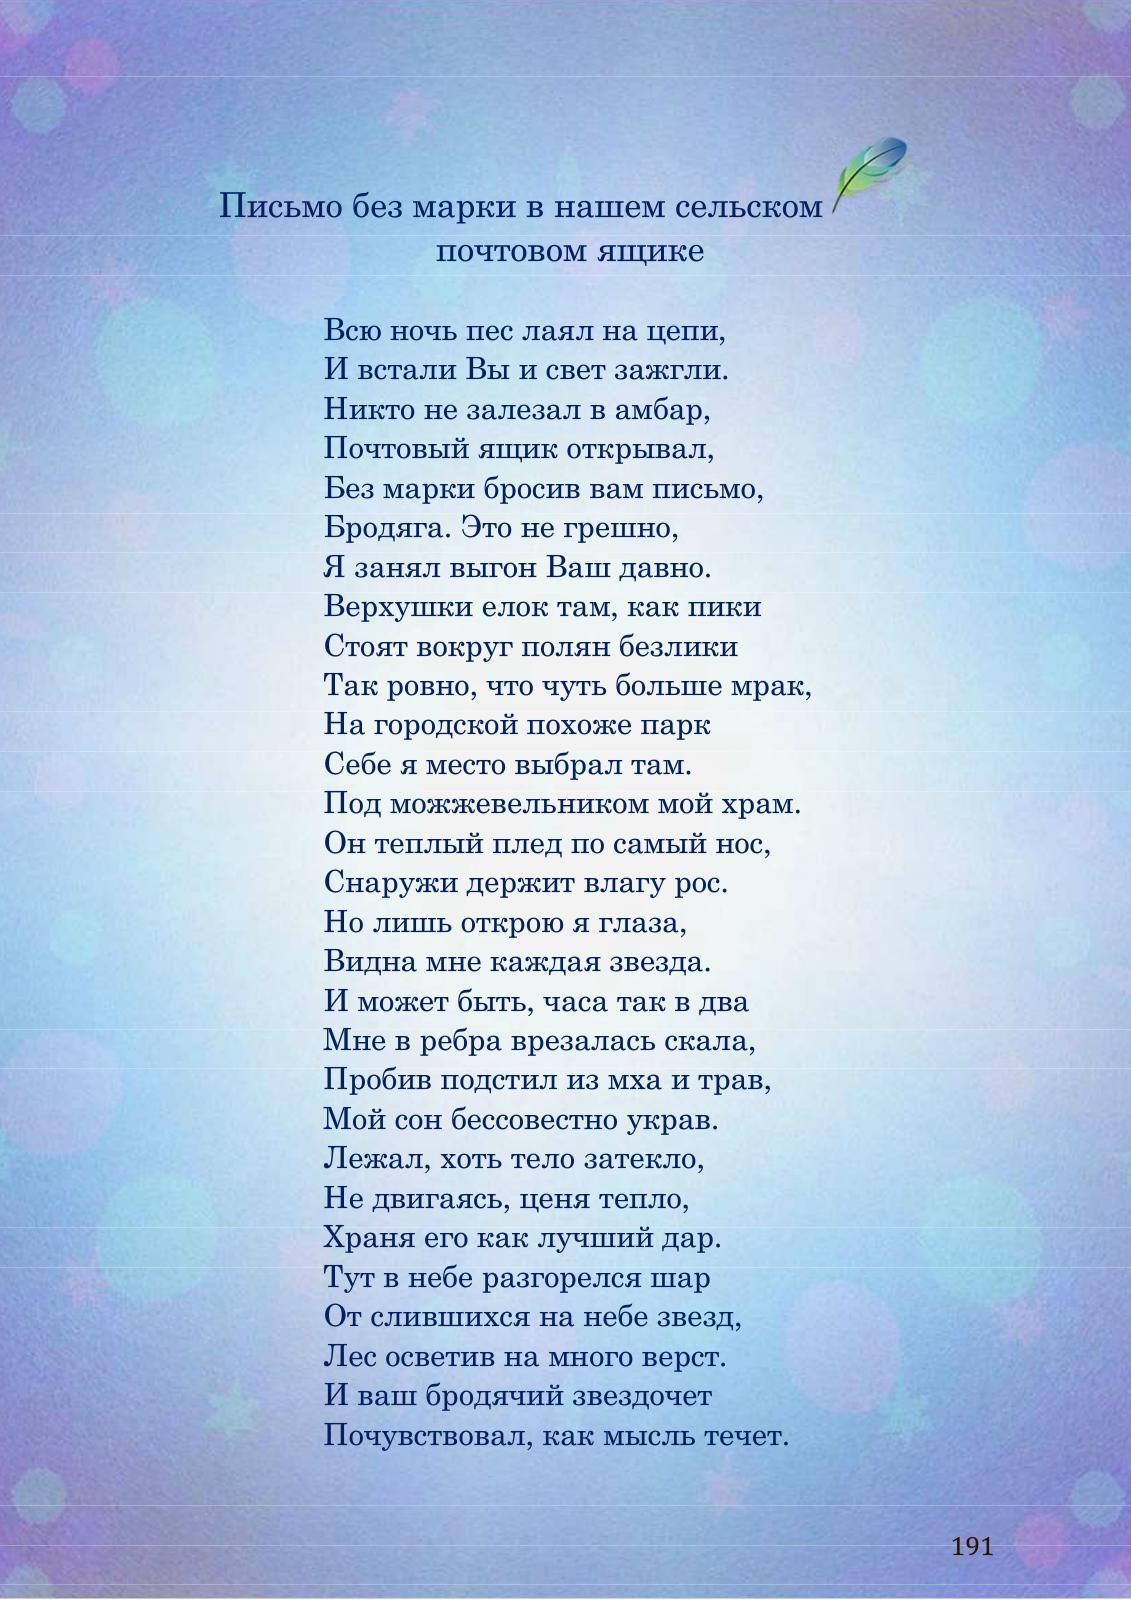 Письмо без марки в нашем сельском
почтовом ящике
Всю ночь пес лаял на цепи,
И встали Вы и свет зажгли.
Никто не залезал в амбар,
Почтовый ящик открывал,
Без марки бросив вам письмо,
Бродяга. Это не грешно,
Я занял выгон Ваш давно.
Верхушки елок там, как пики
Стоят вокруг полян безлики
Так ровно, что чуть больше мрак,
На городской похоже парк
Себе я место выбрал там.
Под можжевельником мой храм.
Он теплый плед по самый нос,
Снаружи держит влагу рос.
Но лишь открою я глаза,
Видна мне каждая звезда.
И может быть, часа так в два
Мне в ребра врезалась скала,
Пробив подстил из мха и трав,
Мой сон бессовестно украв.
Лежал, хоть тело затекло,
Не двигаясь, ценя тепло,
Храня его как лучший дар.
Тут в небе разгорелся шар
От слившихся на небе звезд,
Лес осветив на много верст.
И ваш бродячий звездочет
Почувствовал, как мысль течет.
191